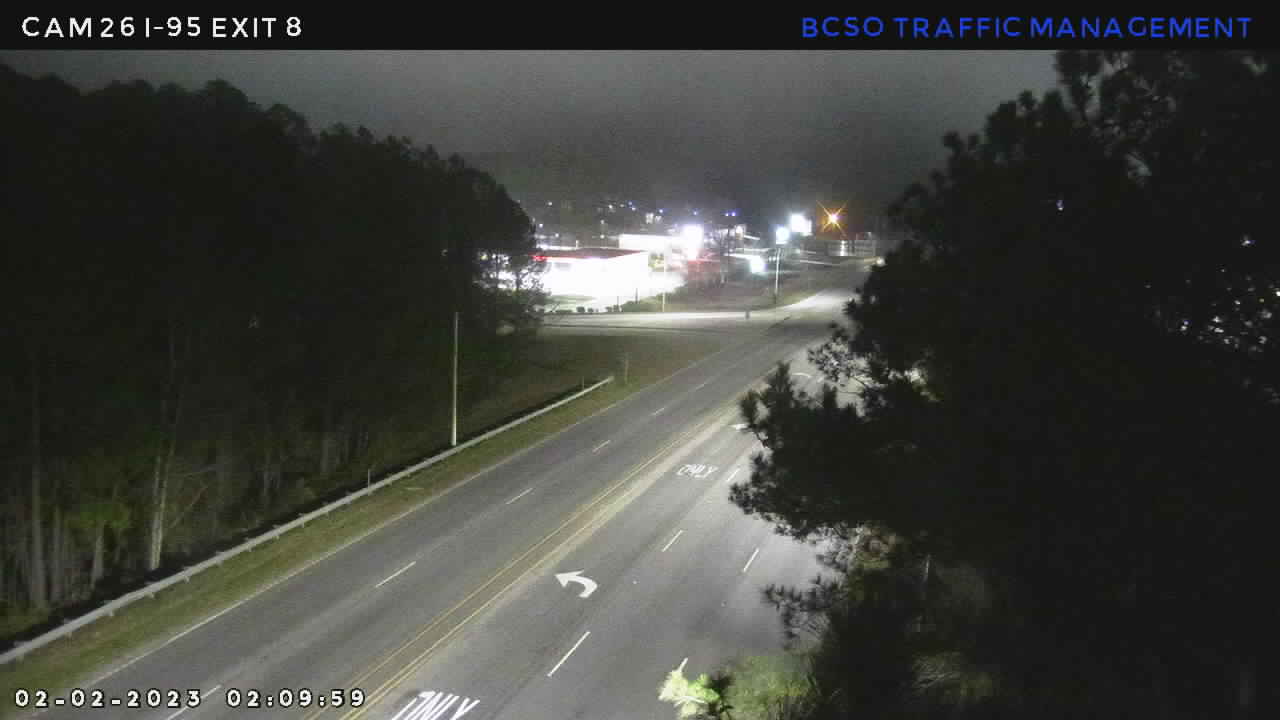 CAM 26 I-95 EXIT 8
BCSO TRAFFIC MANAGEMENT
ONLY
ONLY
02-02-2023 02:09:59